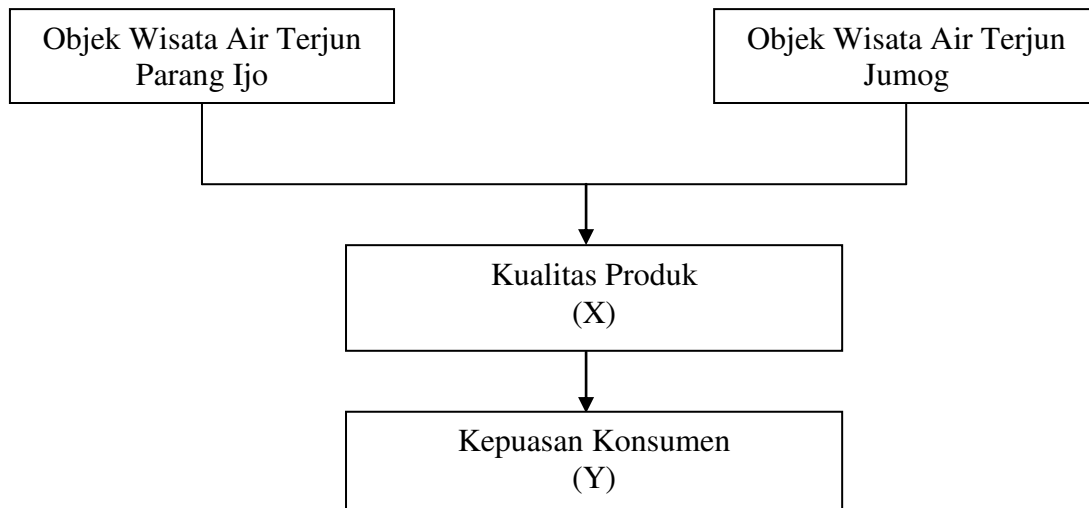 Objek Wisata Air Terjun
Parang Ijo
Objek Wisata Air Terjun
Jumog
Kualitas Produk
(X)
Kepuasan Konsumen
(Y)